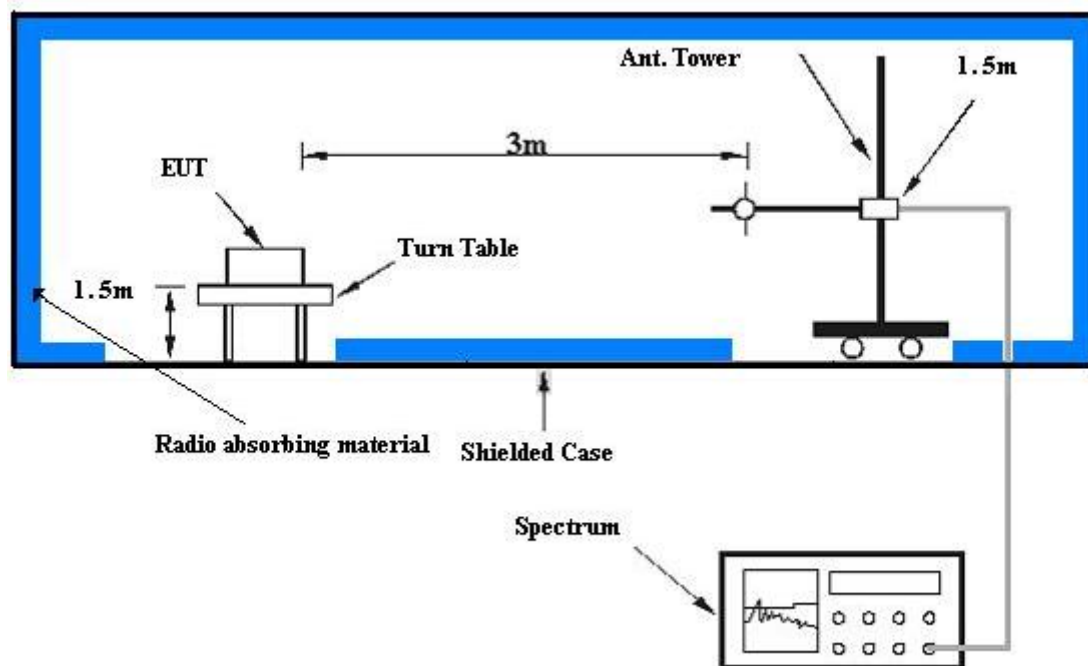 Ant. Tower
1.5m
3m
EUT
Turn Table
1.5m
Radio absorbing material
Shielded Case
Spectrum